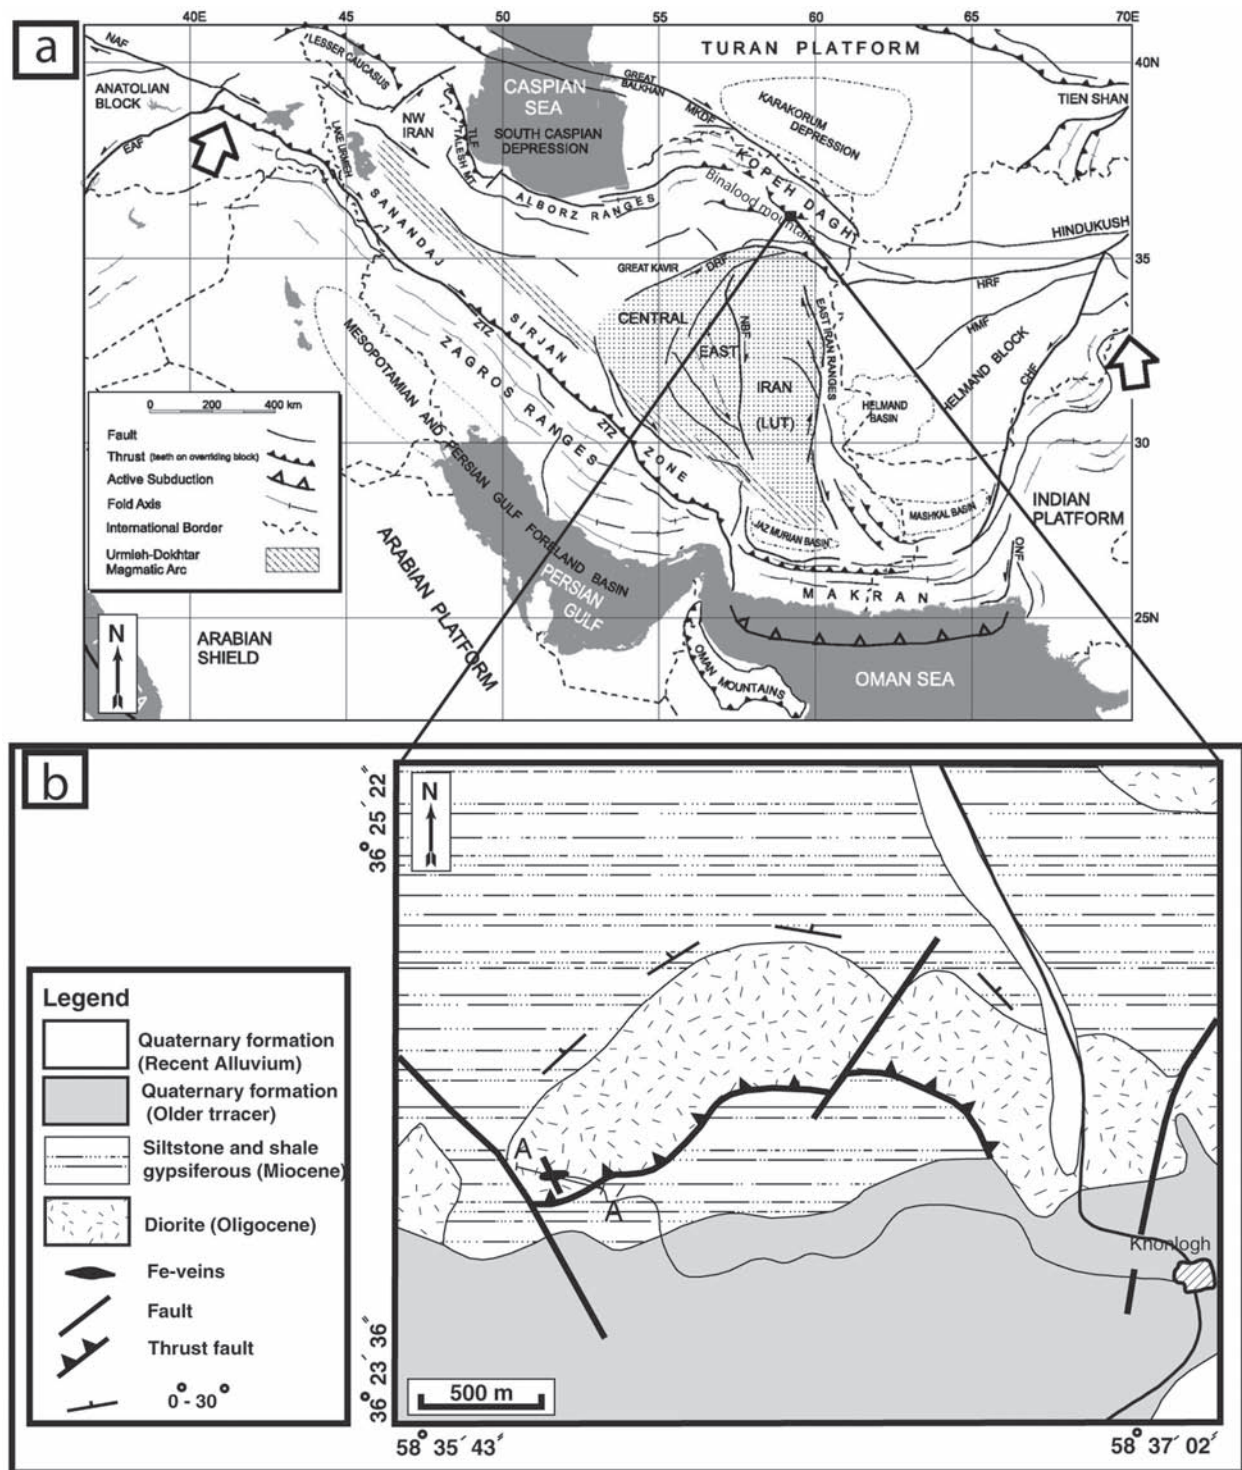 a
40E 45 50 55 60 65 70E
40N
35
30
25N
NAF
LESSER CAUCASUS
TURAN PLATFORM
GREAT BALKHAN
ANATOLIAN
BLOCK
CASPIAN
SEA
SOUTH CASPIAN
DEPRESSION
NW
IRAN
MKDF
KARAKORUM
DEPRESSION
TIEN SHAN
EAF
LAKE URMIEH
TLF
TALESH MT.
ALBORZ RANGES
KOPEH DAGH
Binalood mountain
HINDUKUSH
SANANDAJ
SIRJAN
ZONE
GREAT KAVIR
DRF
HRF
HMF
CENTRAL
EAST
IRAN
(LUT)
NBF
EAST IRAN RANGES
HELMAND BLOCK
CHF
HELMAND
BASIN
ZTZ
ZAGROS RANGES
ZTZ
MESOPOTAMIAN AND PERSIAN GULF FORELAND BASIN
PERSIAN
GULF
ARABIAN PLATFORM
ARABIAN
SHIELD
JAZ MURIAN BASIN
MASHKAL BASIN
INDIAN
PLATFORM
ONF
MAKRAN
OMAN MOUNTAINS
OMAN SEA
0 200 400 km
Fault
Thrust (teeth on overriding block)
Active Subduction
Fold Axis
International Border
Urmieh-Dokhtar
Magmatic Arc
N
b
N
36° 25′ 22″
36° 23′ 36″
A
A
Khonlogh
500 m
58° 35′ 43″
58° 37′ 02″
Legend
Quaternary formation
(Recent Alluvium)
Quaternary formation
(Older trracer)
Siltstone and shale
gypsiferous (Miocene)
Diorite (Oligocene)
Fe-veins
Fault
Thrust fault
0° - 30°